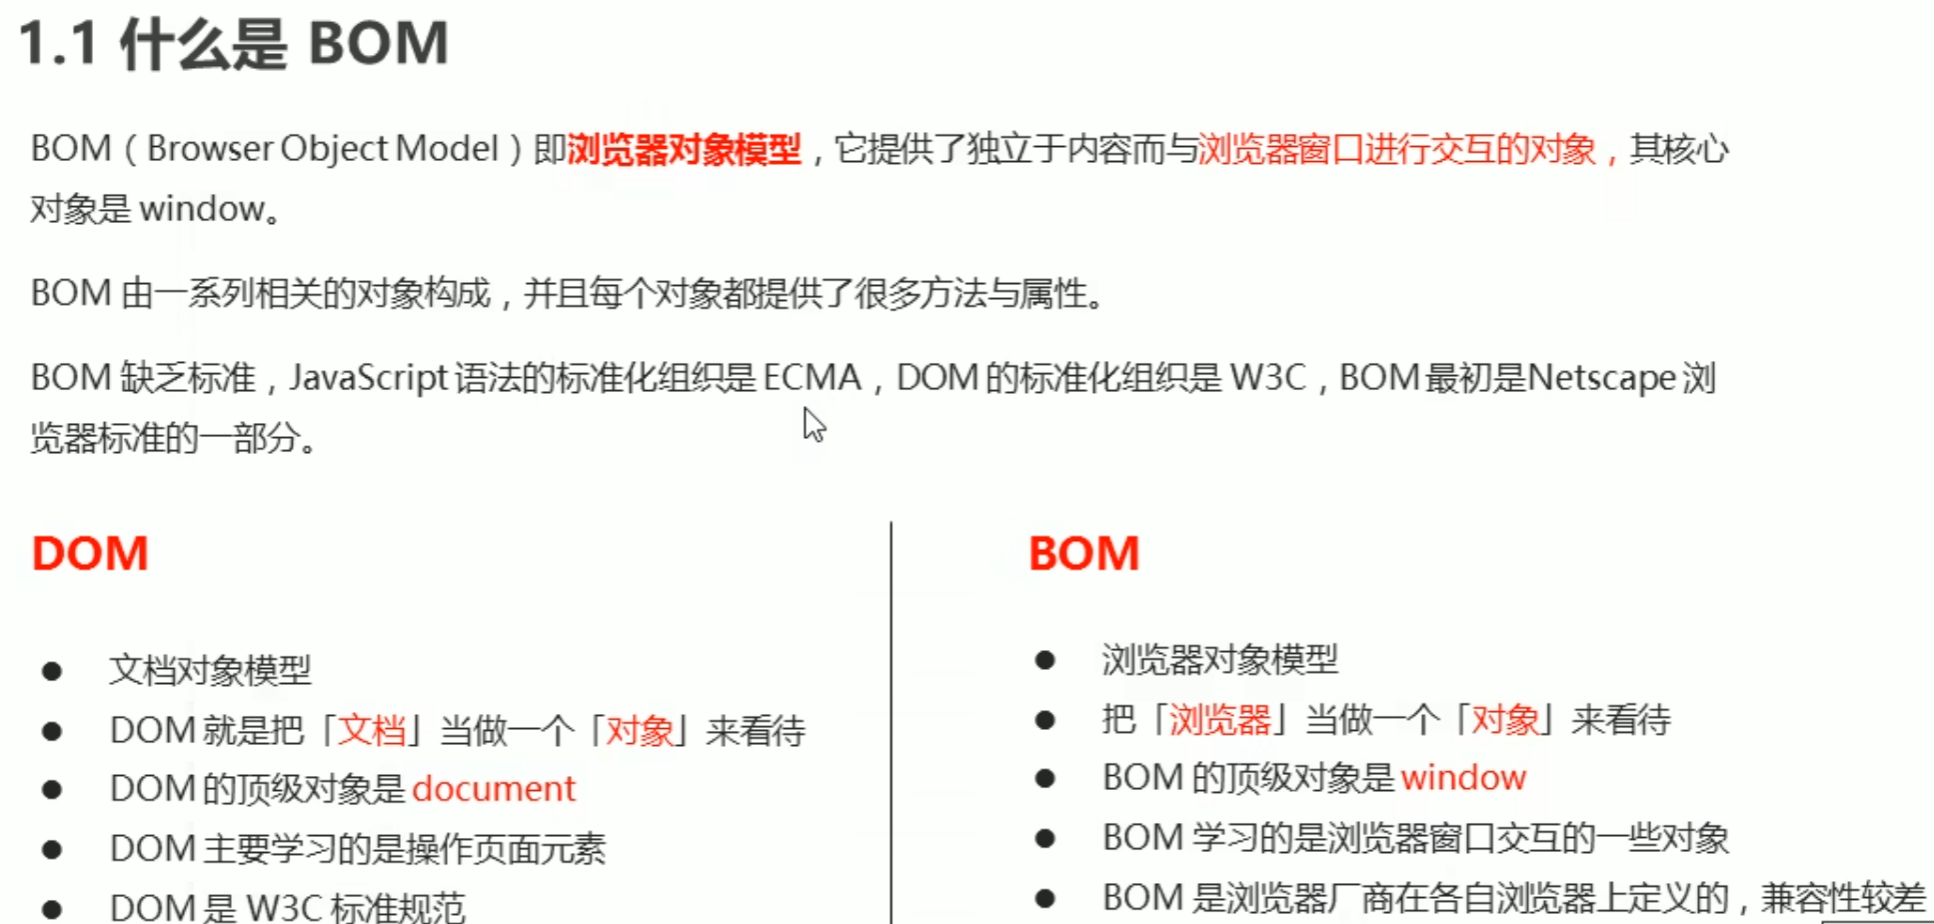 1.1 什么是 BOM
BOM（Browser Object Model）即浏览器对象模型，它提供了独立于内容而与浏览器窗口进行交互的对象，其核心
对象是 window。
BOM 由一系列相关的对象构成，并且每个对象都提供了很多方法与属性。
BOM 缺乏标准，JavaScript 语法的标准化组织是 ECMA，DOM 的标准化组织是 W3C，BOM 最初是Netscape 浏
览器标准的一部分。
DOM
● 文档对象模型
● DOM 就是把「文档」当做一个「对象」来看待
● DOM 的顶级对象是 document
● DOM 主要学习的是操作页面元素
● DOM 是 W3C 标准规范
BOM
● 浏览器对象模型
● 把「浏览器」当做一个「对象」来看待
● BOM 的顶级对象是 window
● BOM 学习的是浏览器窗口交互的一些对象
● BOM 是浏览器厂商在各自浏览器上定义的，兼容性较差